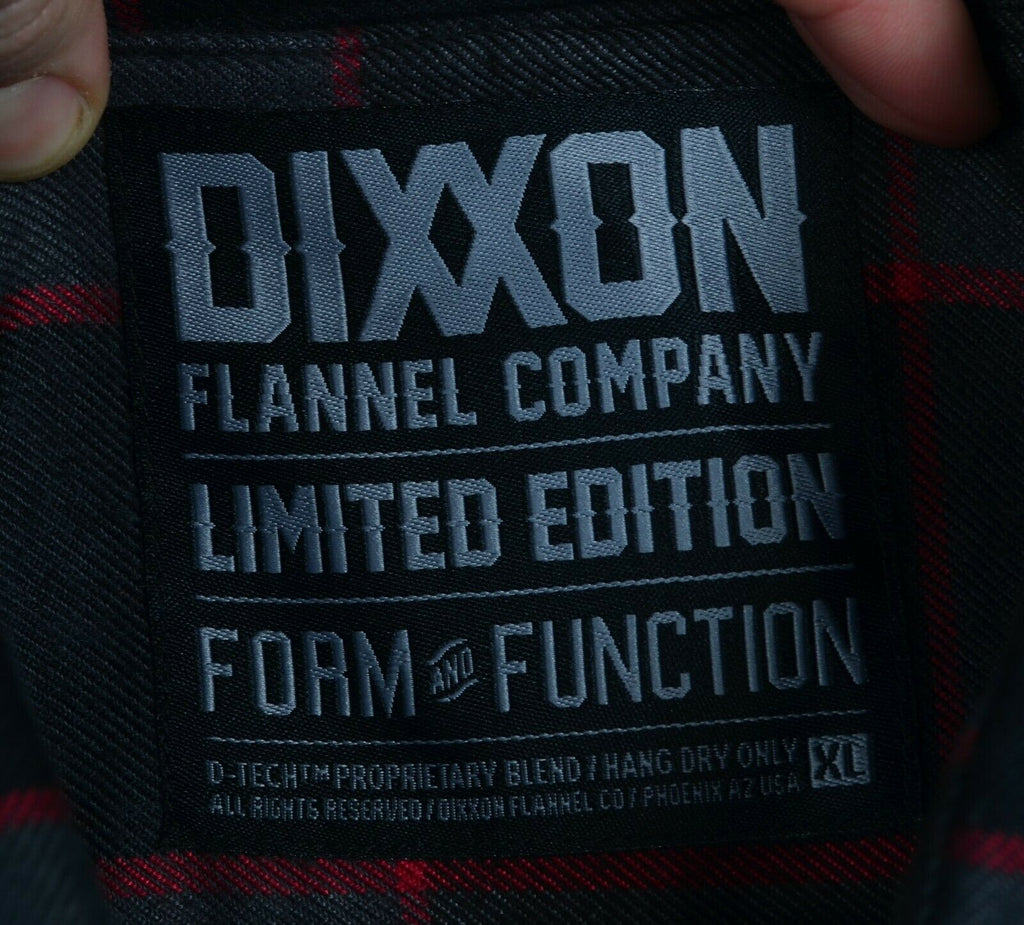 DIXXON
FLANNEL COMPANY
LIMITED EDITION
FORM AND FUNCTION
D-TECH™ PROPRIETARY BLEND / HANG DRY ONLY XL
ALL RIGHTS RESERVED / DIXXON FLANNEL CO / PHOENIX AZ USA